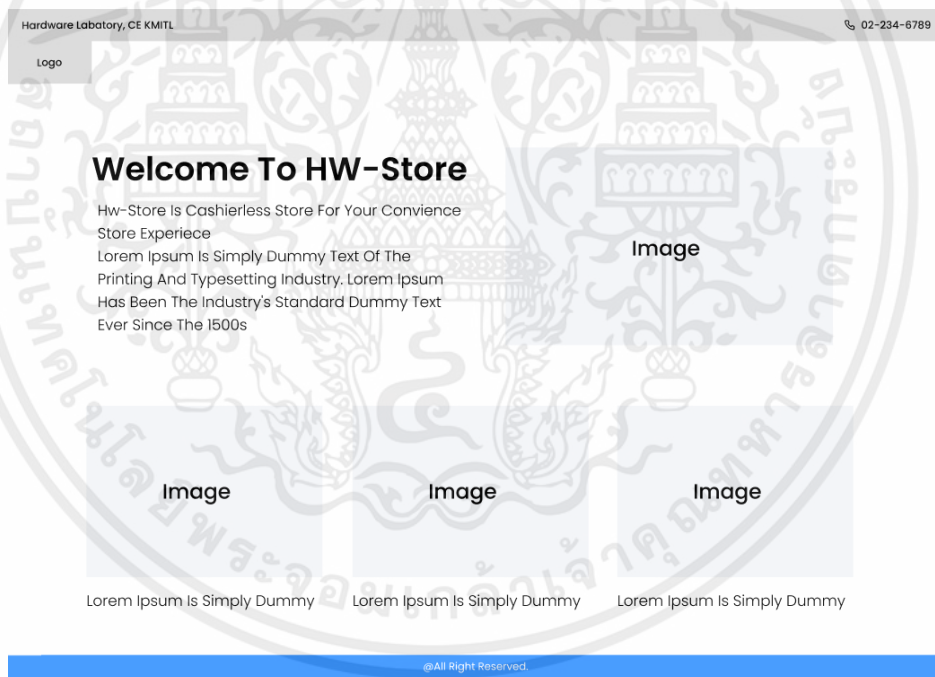 Hardware Labatory, CE KMITL
02-234-6789
Logo
Welcome To HW-Store
Hw-Store Is Cashierless Store For Your Convience
Store Experiece
Lorem Ipsum Is Simply Dummy Text Of The
Printing And Typesetting Industry. Lorem Ipsum
Has Been The Industry's Standard Dummy Text
Ever Since The 1500s
Image
Image
Image
Image
Lorem Ipsum Is Simply Dummy
Lorem Ipsum Is Simply Dummy
Lorem Ipsum Is Simply Dummy
@All Right Reserved.